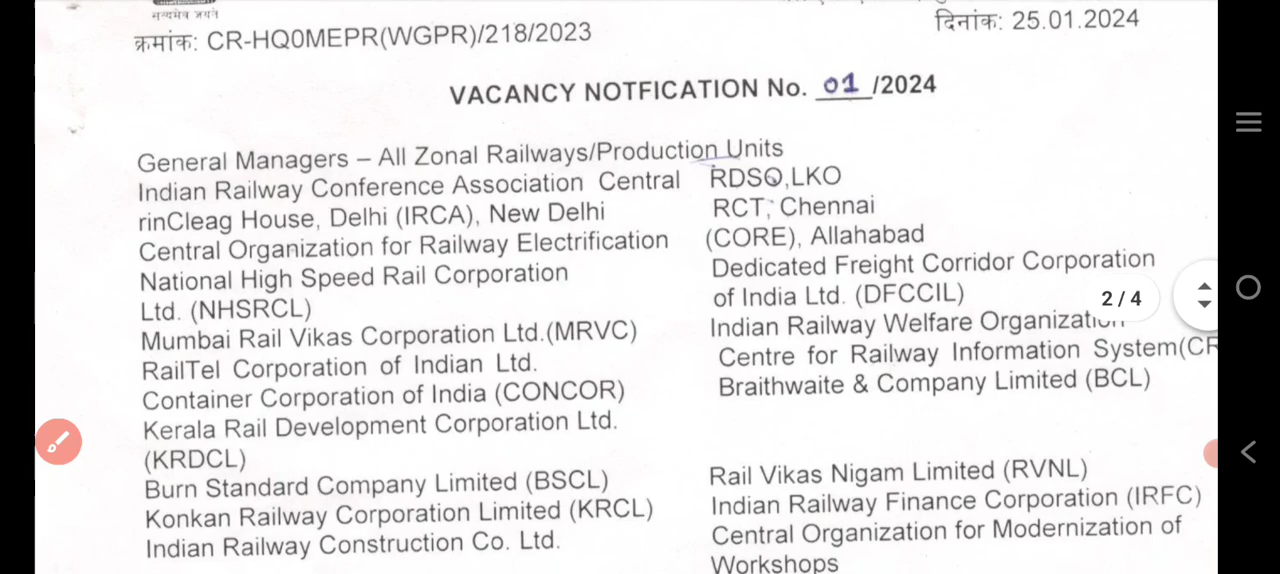 सत्यमेव जयते
क्रमांक: CR-HQ0MEPR(WGPR)/218/2023
दिनांक: 25.01.2024
VACANCY NOTFICATION No. 01 /2024
General Managers – All Zonal Railways/Production Units
Indian Railway Conference Association Central RDSO,LKO
rinCleag House, Delhi (IRCA), New Delhi RCT, Chennai
Central Organization for Railway Electrification (CORE), Allahabad
National High Speed Rail Corporation Dedicated Freight Corridor Corporation
Ltd. (NHSRCL) of India Ltd. (DFCCIL)
2 / 4
Mumbai Rail Vikas Corporation Ltd.(MRVC) Indian Railway Welfare Organization
RailTel Corporation of Indian Ltd. Centre for Railway Information System(CR
Container Corporation of India (CONCOR) Braithwaite & Company Limited (BCL)
Kerala Rail Development Corporation Ltd.
(KRDCL)
Burn Standard Company Limited (BSCL) Rail Vikas Nigam Limited (RVNL)
Konkan Railway Corporation Limited (KRCL) Indian Railway Finance Corporation (IRFC)
Indian Railway Construction Co. Ltd. Central Organization for Modernization of
Workshops